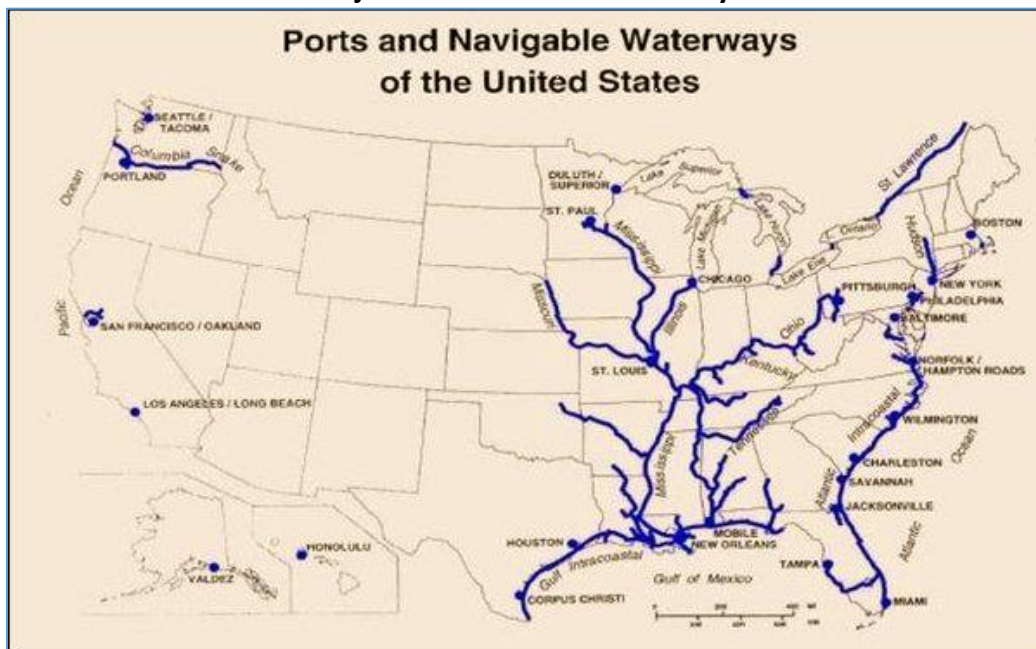 Ports and Navigable Waterways
of the United States
SEATTLE /
TACOMA
Columbia
Snake
PORTLAND
Ocean
Pacific
SAN FRANCISCO / OAKLAND
LOS ANGELES / LONG BEACH
DULUTH /
SUPERIOR
Lake Superior
ST. PAUL
Mississippi
Lake Michigan
Lake Huron
L. Ontario
Lake Erie
St. Lawrence
Hudson
BOSTON
CHICAGO
NEW YORK
PITTSBURGH
PHILADELPHIA
BALTIMORE
Missouri
Illinois
Ohio
ST. LOUIS
Kentucky
NORFOLK /
HAMPTON ROADS
Tennessee
Intracoastal
WILMINGTON
Mississippi
CHARLESTON
Ocean
SAVANNAH
Atlantic
JACKSONVILLE
Atlantic
MOBILE
HOUSTON
NEW ORLEANS
Gulf Intracoastal
TAMPA
Gulf of Mexico
CORPUS CHRISTI
MIAMI
HONOLULU
VALDEZ
0 200 400